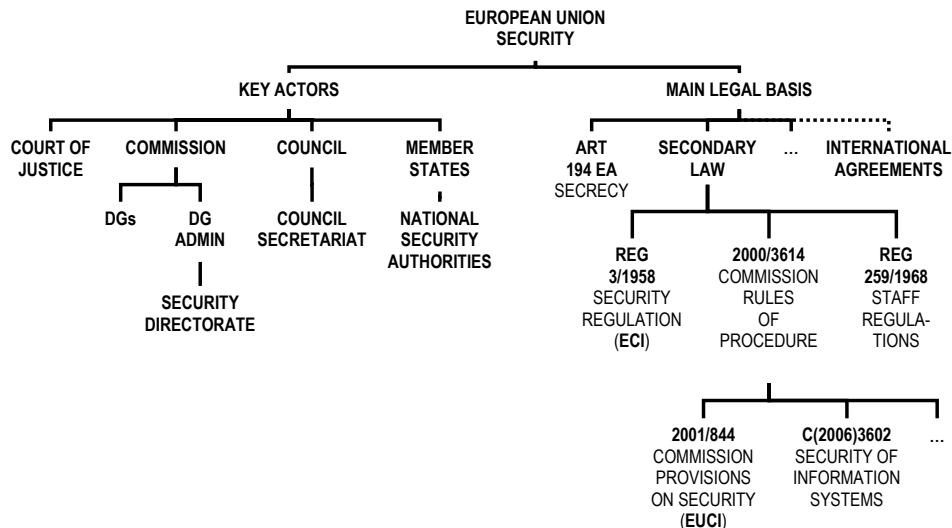 EUROPEAN UNION
SECURITY
KEY ACTORS
MAIN LEGAL BASIS
COURT OF
JUSTICE
COMMISSION
COUNCIL
MEMBER
STATES
ART
194 EA
SECRECY
SECONDARY
LAW
...
INTERNATIONAL
AGREEMENTS
DGs
DG
ADMIN
COUNCIL
SECRETARIAT
NATIONAL
SECURITY
AUTHORITIES
SECURITY
DIRECTORATE
REG
3/1958
SECURITY
REGULATION
(ECI)
2000/3614
COMMISSION
RULES
OF
PROCEDURE
REG
259/1968
STAFF
REGULA-
TIONS
2001/844
COMMISSION
PROVISIONS
ON SECURITY
(EUCI)
C(2006)3602
SECURITY OF
INFORMATION
SYSTEMS
...